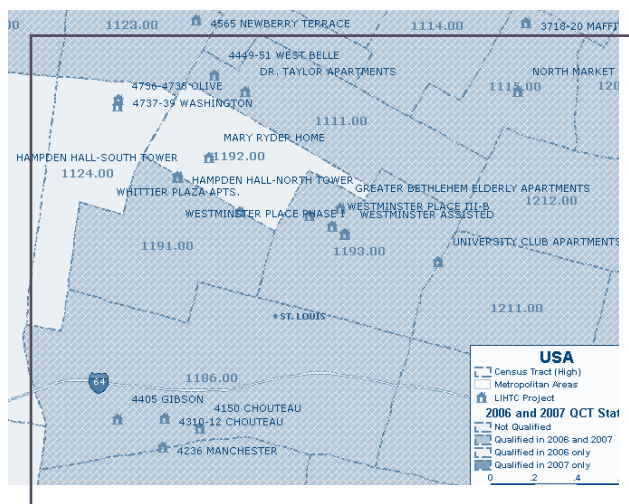 1123.00
4565 NEWBERRY TERRACE
1114.00
3718-20 MAFFIT
4449-51 WEST BELLE
DR. TAYLOR APARTMENTS
NORTH MARKET
4736-4738 OLIVE
1115.00
120
4737-39 WASHINGTON
1111.00
MARY RYDER HOME
HAMPDEN HALL-SOUTH TOWER
1192.00
1124.00
HAMPDEN HALL-NORTH TOWER
WHITTIER PLAZA APTS.
GREATER BETHLEHEM ELDERLY APARTMENTS
1212.00
WESTMINSTER PLACE III-B
WESTMINSTER PLACE PHASE I
WESTMINSTER ASSISTED
1191.00
1193.00
UNIVERSITY CLUB APARTMENTS
1211.00
ST. LOUIS
64
1186.00
4405 GIBSON
4150 CHOUTEAU
4310-12 CHOUTEAU
4236 MANCHESTER
USA
Census Tract (High)
Metropolitan Areas
LIHTC Project
2006 and 2007 QCT Stat
Not Qualified
Qualified in 2006 and 2007
Qualified in 2006 only
Qualified in 2007 only
0 .2 .4 .6